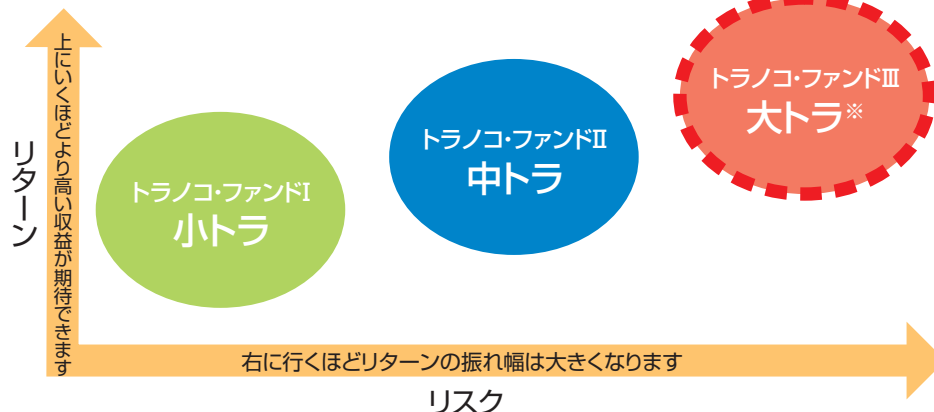 リターン
上にいくほどより高い収益が期待できます
トラノコ・ファンドⅠ
小トラ
トラノコ・ファンドⅡ
中トラ
トラノコ・ファンドⅢ
大トラ※
右に行くほどリターンの振れ幅は大きくなります
リスク